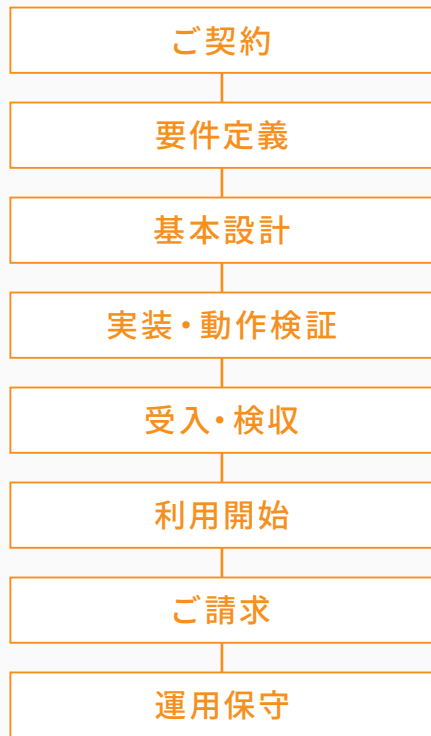 ご契約
要件定義
基本設計
実装・動作検証
受入・検収
利用開始
ご請求
運用保守